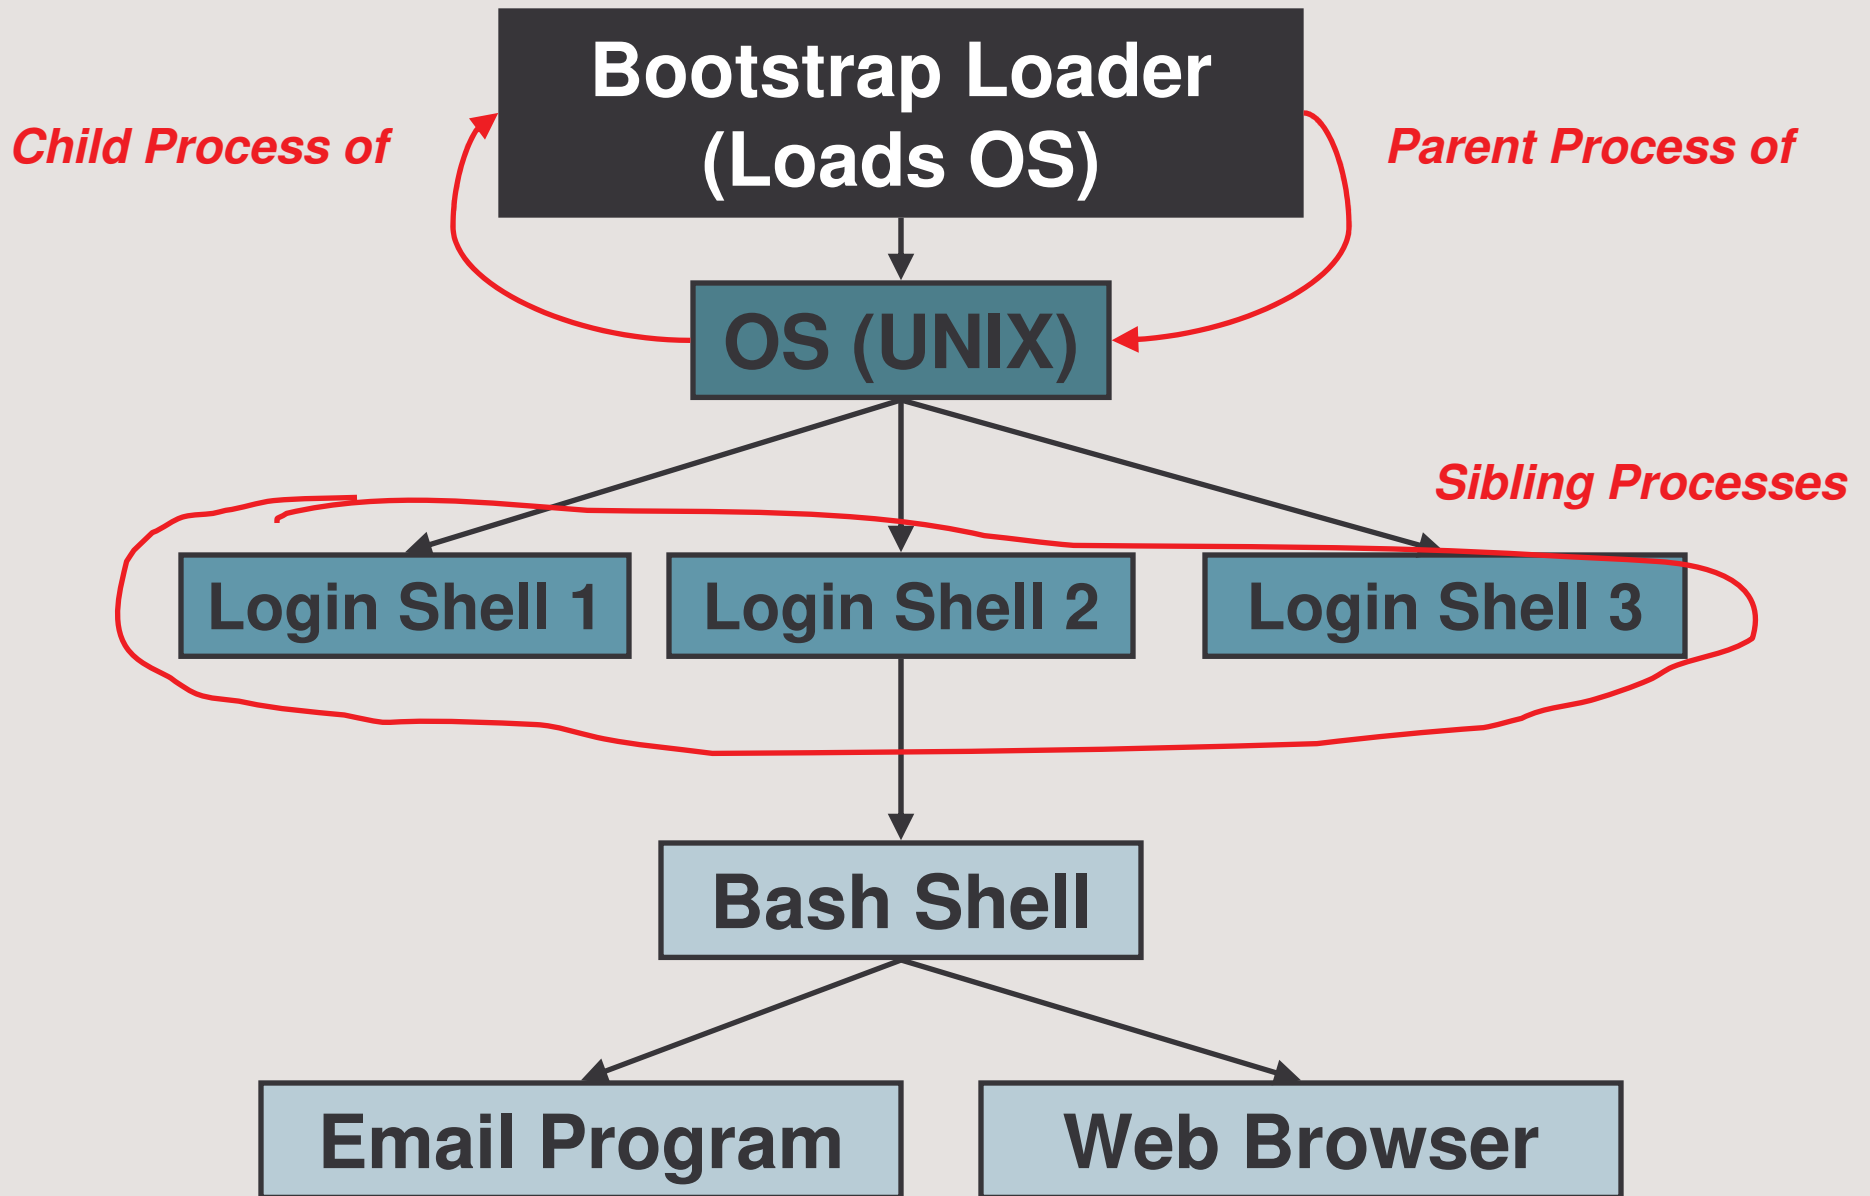 Bootstrap Loader
(Loads OS)
Child Process of
Parent Process of
OS (UNIX)
Sibling Processes
Login Shell 1
Login Shell 2
Login Shell 3
Bash Shell
Email Program
Web Browser